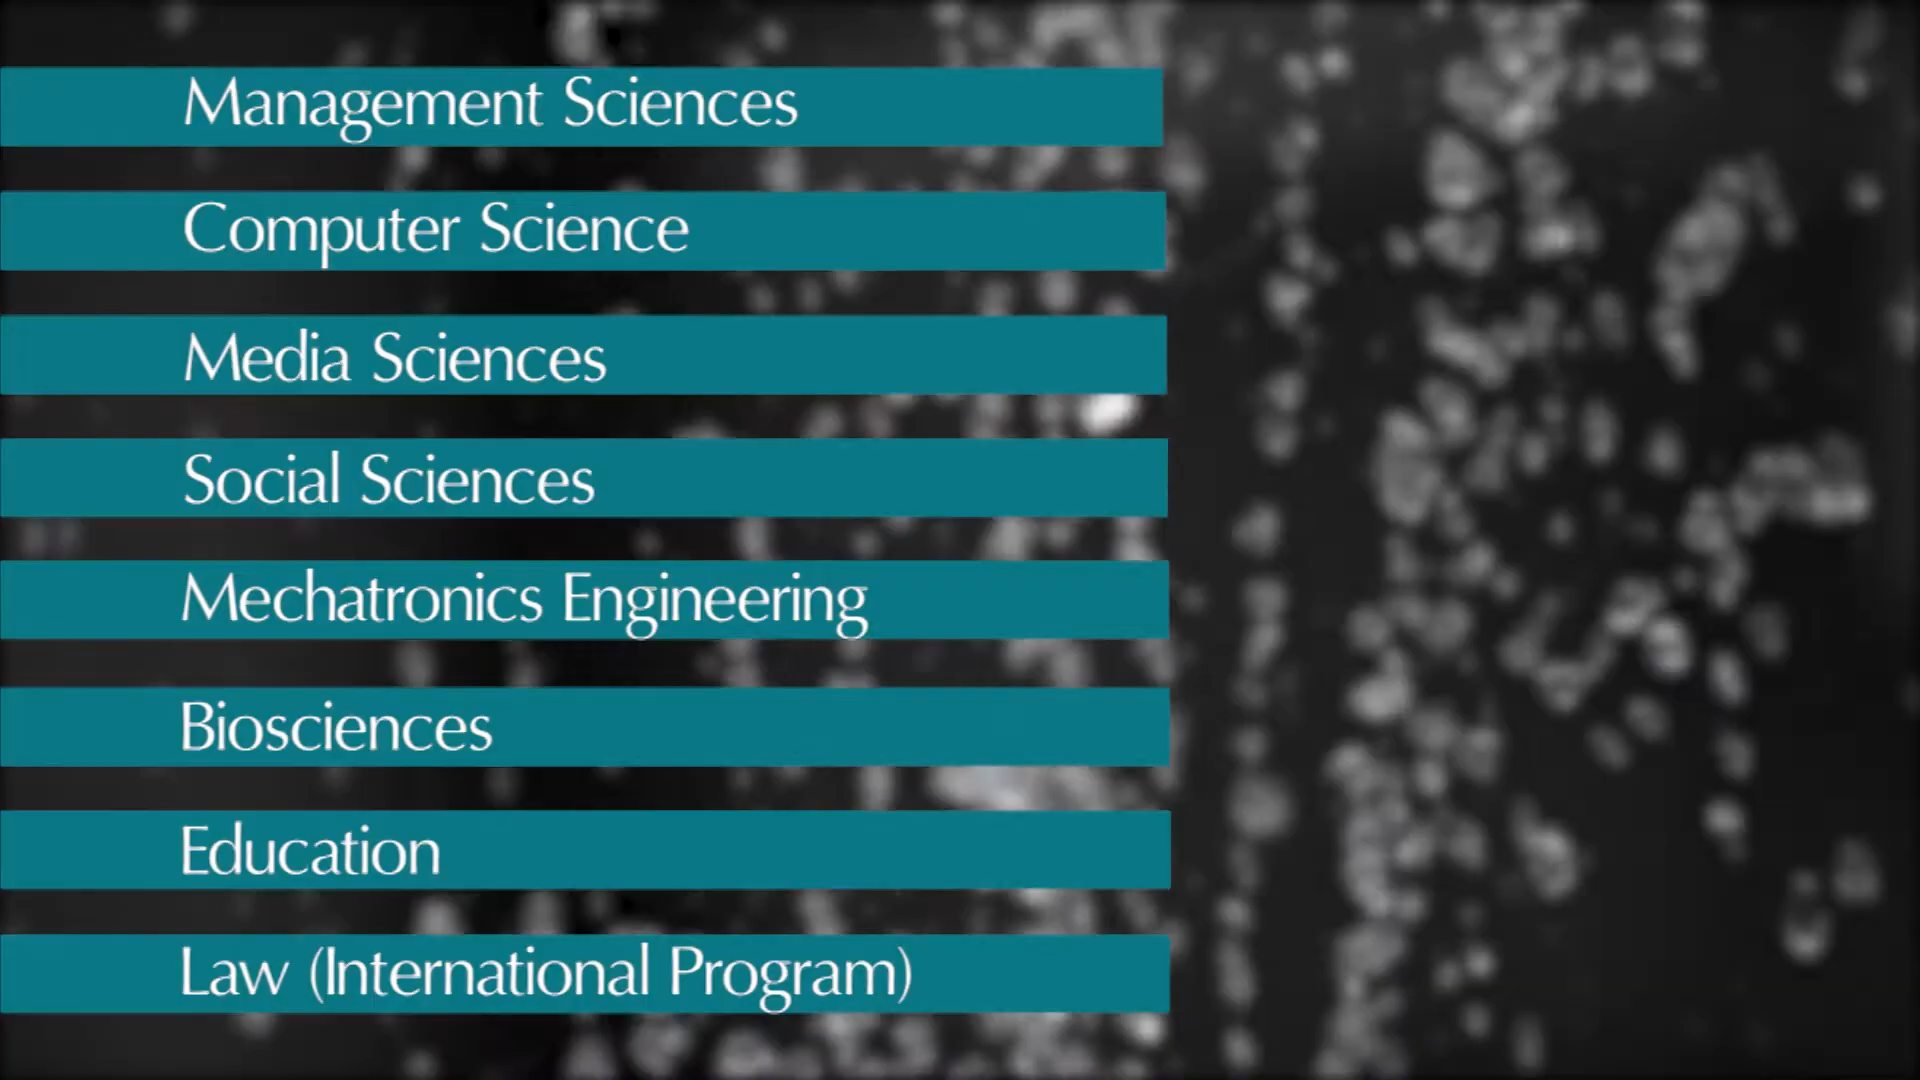 Management Sciences
Computer Science
Media Sciences
Social Sciences
Mechatronics Engineering
Biosciences
Education
Law (International Program)